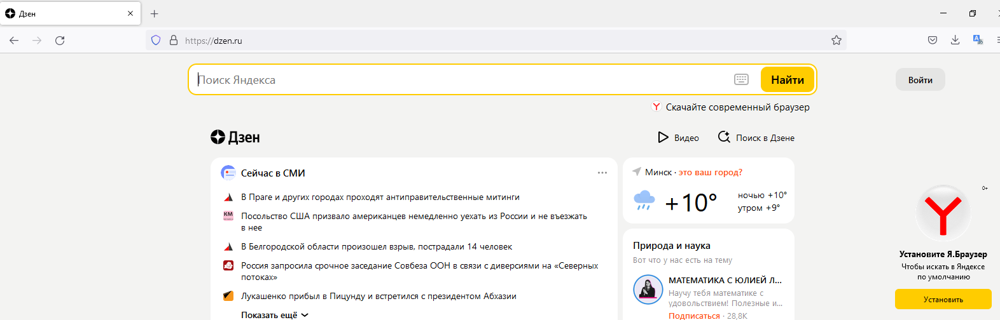 Дзен
https://dzen.ru
Поиск Яндекса
Найти
Войти
Скачайте современный браузер
Дзен
Видео
Поиск в Дзене
Сейчас в СМИ
В Праге и других городах проходят антиправительственные митинги
КМ
Посольство США призвало американцев немедленно уехать из России и не въезжать
в нее
В Белгородской области произошел взрыв, пострадали 14 человек
Россия запросила срочное заседание Совбеза ООН в связи с диверсиями на «Северных
потоках»
Лукашенко прибыл в Пицунду и встретился с президентом Абхазии
Показать ещё
Минск · это ваш город?
+10°
ночью +10°
утром +9°
Природа и наука
Вот что у нас есть на тему
МАТЕМАТИКА С ЮЛИЕЙ Л...
Научу тебя математике с
удовольствием! Полезные и...
Подписаться · 28,8K
0+
Установите Я.Браузер
Чтобы искать в Яндексе
по умолчанию
Установить